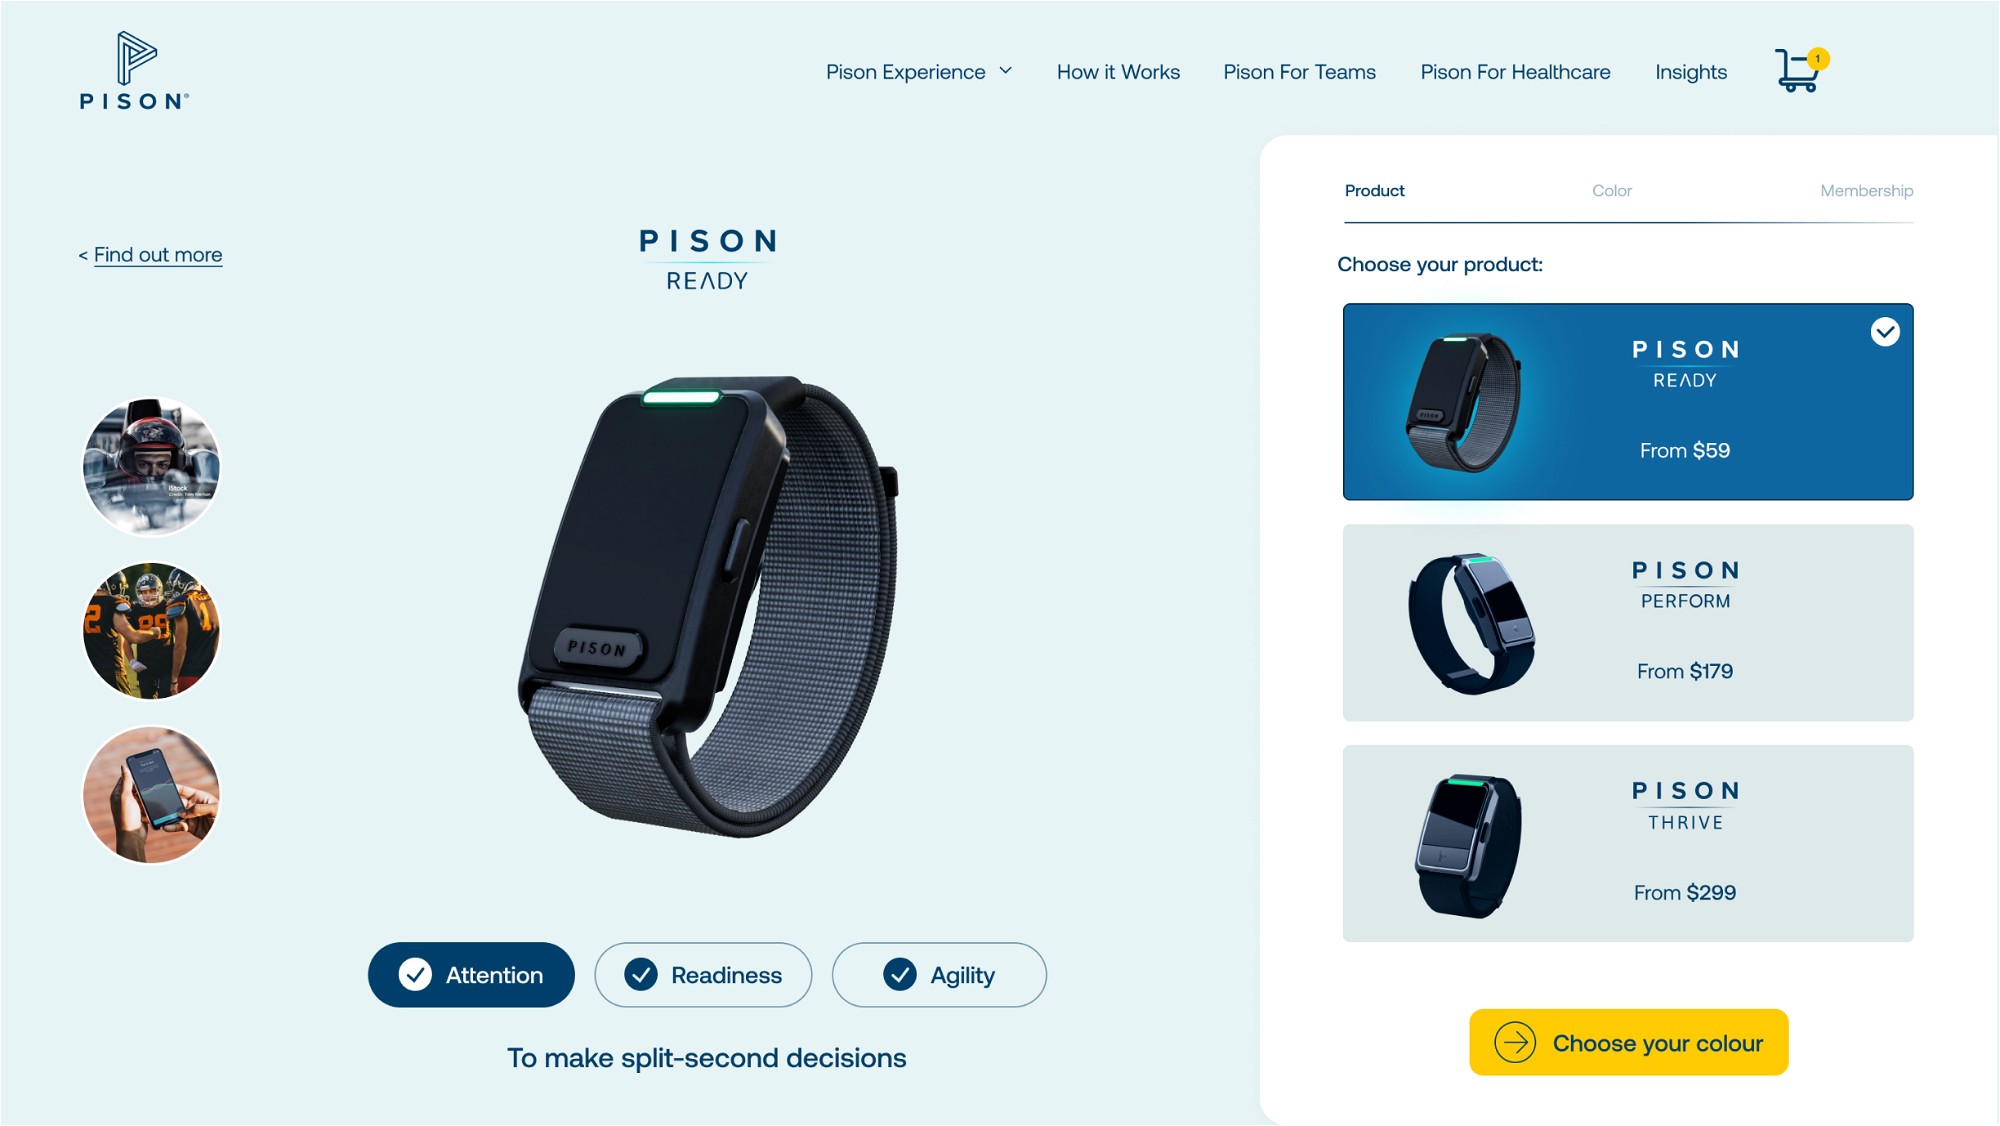 PISON®
Pison Experience
How it Works
Pison For Teams
Pison For Healthcare
Insights
1
< Find out more
PISON
READY
PISON
iStock
Attention
Readiness
Agility
To make split-second decisions
Product
Color
Membership
Choose your product:
PISON
PISON
READY
From $59
PISON
PERFORM
From $179
PISON
THRIVE
From $299
Choose your colour